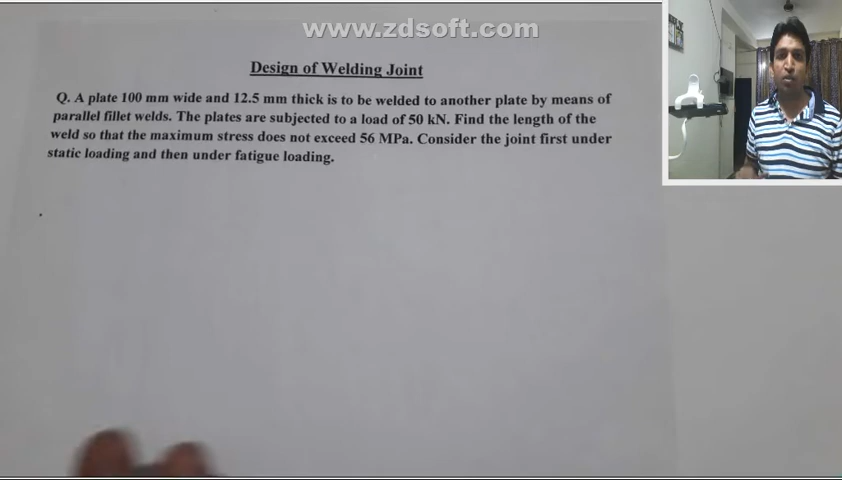 www.zdsoft.com
Design of Welding Joint
Q. A plate 100 mm wide and 12.5 mm thick is to be welded to another plate by means of
parallel fillet welds. The plates are subjected to a load of 50 kN. Find the length of the
weld so that the maximum stress does not exceed 56 MPa. Consider the joint first under
static loading and then under fatigue loading.